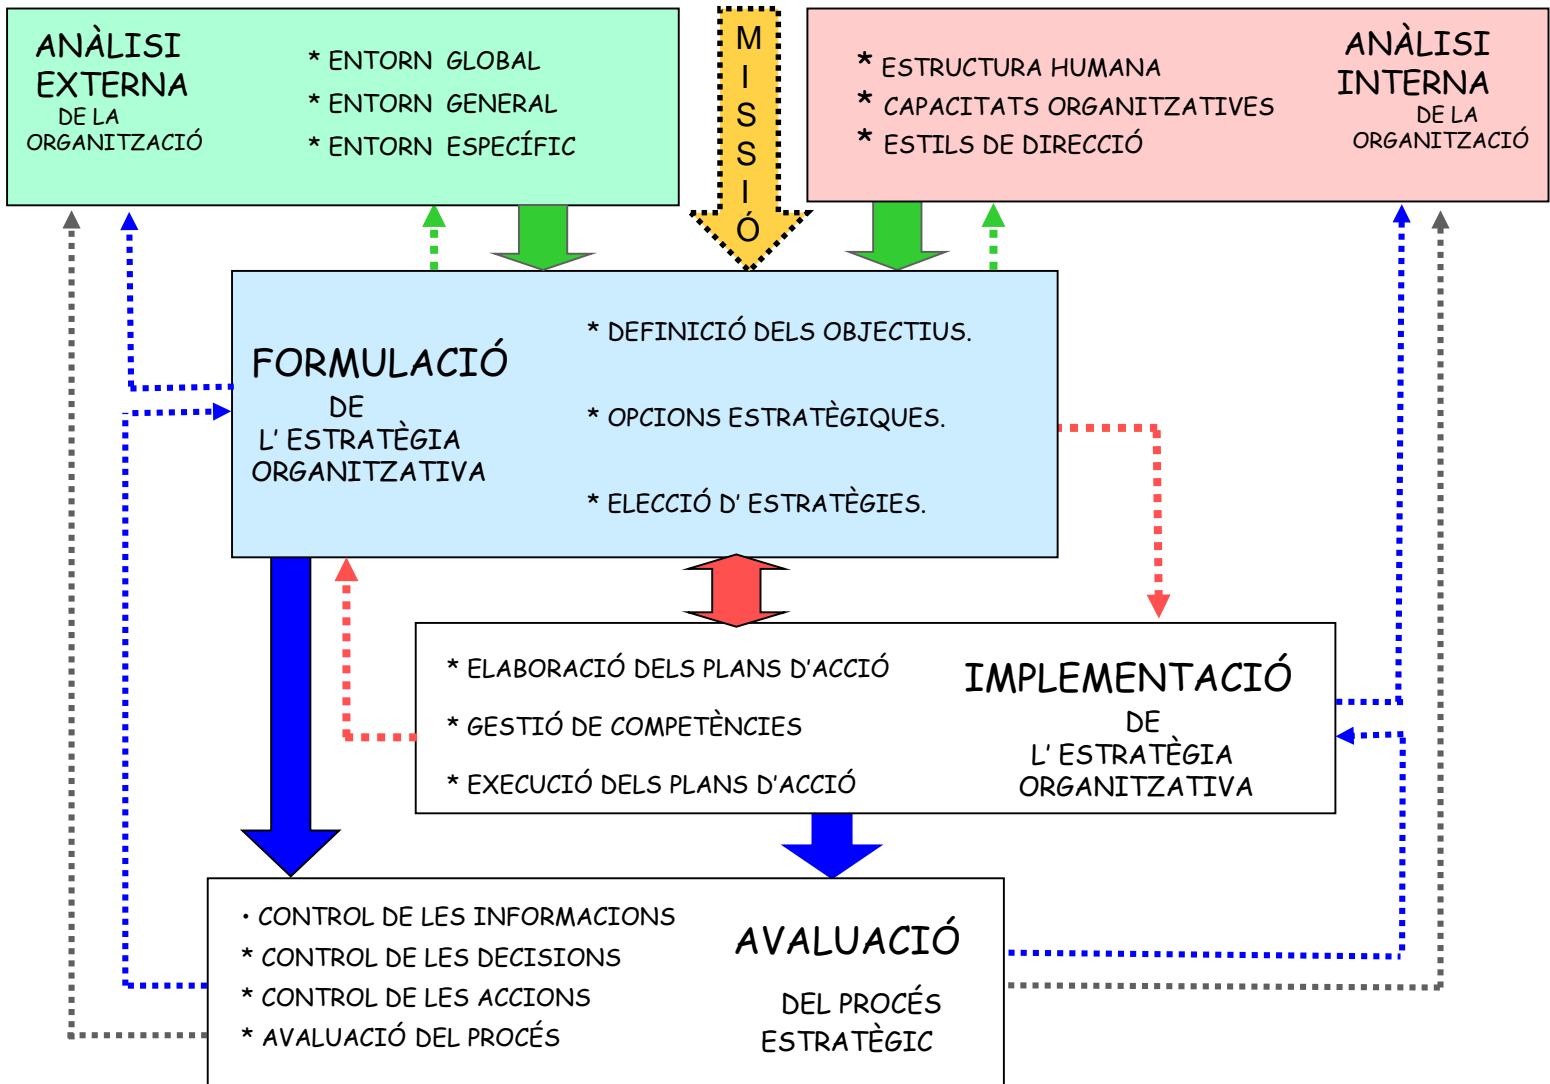 ANÀLISI
EXTERNA
DE LA
ORGANITZACIÓ
* ENTORN GLOBAL
* ENTORN GENERAL
* ENTORN ESPECÍFIC
M
I
S
S
I
Ó
* ESTRUCTURA HUMANA
* CAPACITATS ORGANITZATIVES
* ESTILS DE DIRECCIÓ
ANÀLISI
INTERNA
DE LA
ORGANITZACIÓ
FORMULACIÓ
DE
L' ESTRATÈGIA
ORGANITZATIVA
* DEFINICIÓ DELS OBJECTIUS.
* OPCIONS ESTRATÈGIQUES.
* ELECCIÓ D' ESTRATÈGIES.
* ELABORACIÓ DELS PLANS D'ACCIÓ
* GESTIÓ DE COMPETÈNCIES
* EXECUCIÓ DELS PLANS D'ACCIÓ
IMPLEMENTACIÓ
DE
L' ESTRATÈGIA
ORGANITZATIVA
• CONTROL DE LES INFORMACIONS
* CONTROL DE LES DECISIONS
* CONTROL DE LES ACCIONS
* AVALUACIÓ DEL PROCÉS
AVALUACIÓ
DEL PROCÉS
ESTRATÈGIC